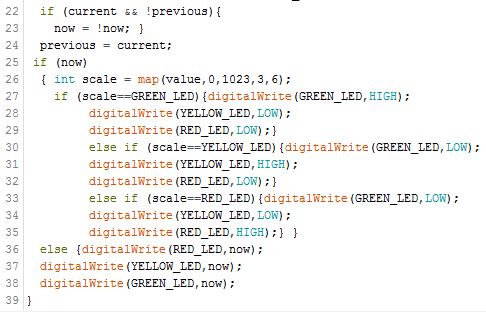 22 if (current && !previous){
23 now = !now; }
24 previous = current;
25 if (now)
26 { int scale = map(value,0,1023,3,6);
27 if (scale==GREEN_LED){digitalWrite(GREEN_LED,HIGH);
28 digitalWrite(YELLOW_LED,LOW);
29 digitalWrite(RED_LED,LOW);}
30 else if (scale==YELLOW_LED){digitalWrite(GREEN_LED,LOW);
31 digitalWrite(YELLOW_LED,HIGH);
32 digitalWrite(RED_LED,LOW);}
33 else if (scale==RED_LED){digitalWrite(GREEN_LED,LOW);
34 digitalWrite(YELLOW_LED,LOW);
35 digitalWrite(RED_LED,HIGH);} }
36 else {digitalWrite(RED_LED,now);
37 digitalWrite(YELLOW_LED,now);
38 digitalWrite(GREEN_LED,now);
39 }